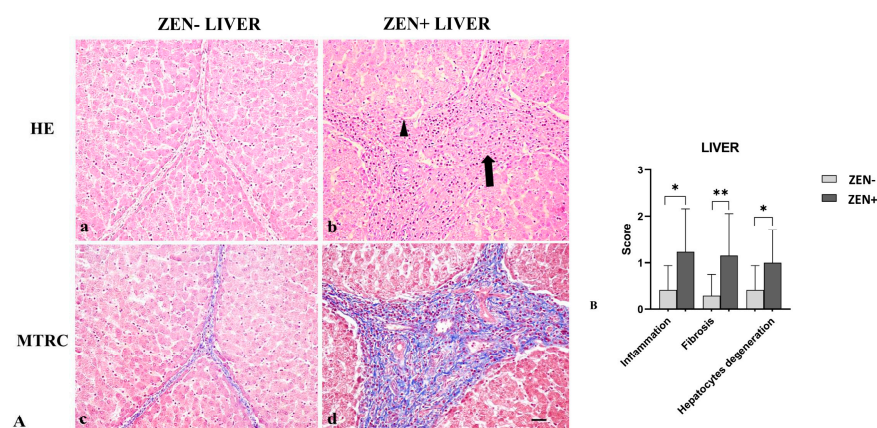 ZEN- LIVER
ZEN+ LIVER
HE
a
b
MTRC
c
d
A
LIVER
ZEN-
ZEN+
Score
3
2
1
0
*
**
*
Inflammation
Fibrosis
Hepatocytes degeneration
B